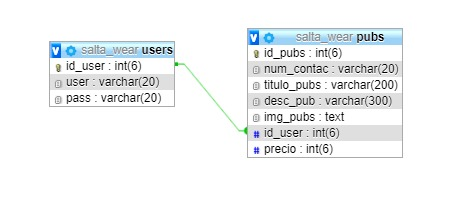 salta_wear users
id_user : int(6)
user : varchar(20)
pass : varchar(20)
salta_wear pubs
id_pubs : int(6)
num_contac : varchar(20)
titulo_pubs : varchar(200)
desc_pub : varchar(300)
img_pubs : text
id_user : int(6)
precio : int(6)